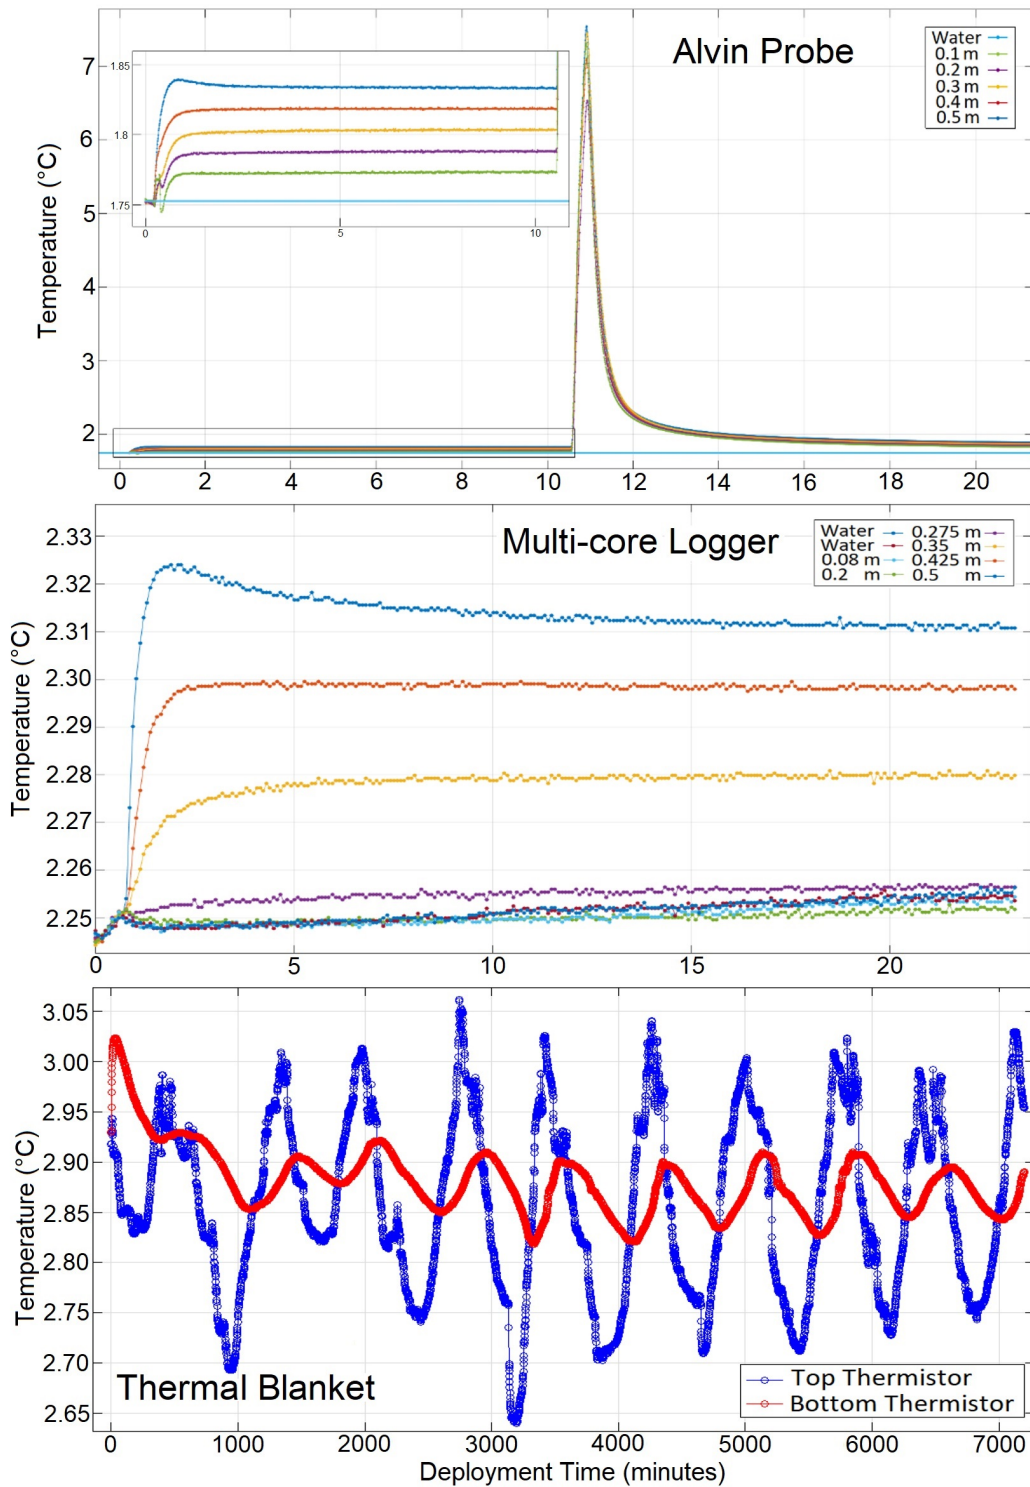 Alvin Probe
Water
0.1 m
0.2 m
0.3 m
0.4 m
0.5 m
Temperature (°C)
7
6
5
4
3
2
1.85
1.8
1.75
0 5 10
0 2 4 6 8 10 12 14 16 18 20
Multi-core Logger
Water 0.275 m
Water 0.35 m
0.08 m 0.425 m
0.2 m 0.5 m
Temperature (°C)
2.33
2.32
2.31
2.30
2.29
2.28
2.27
2.26
2.25
0 5 10 15 20
Temperature (°C)
3.05
3.00
2.95
2.90
2.85
2.80
2.75
2.70
2.65
Thermal Blanket
Top Thermistor
Bottom Thermistor
0 1000 2000 3000 4000 5000 6000 7000
Deployment Time (minutes)